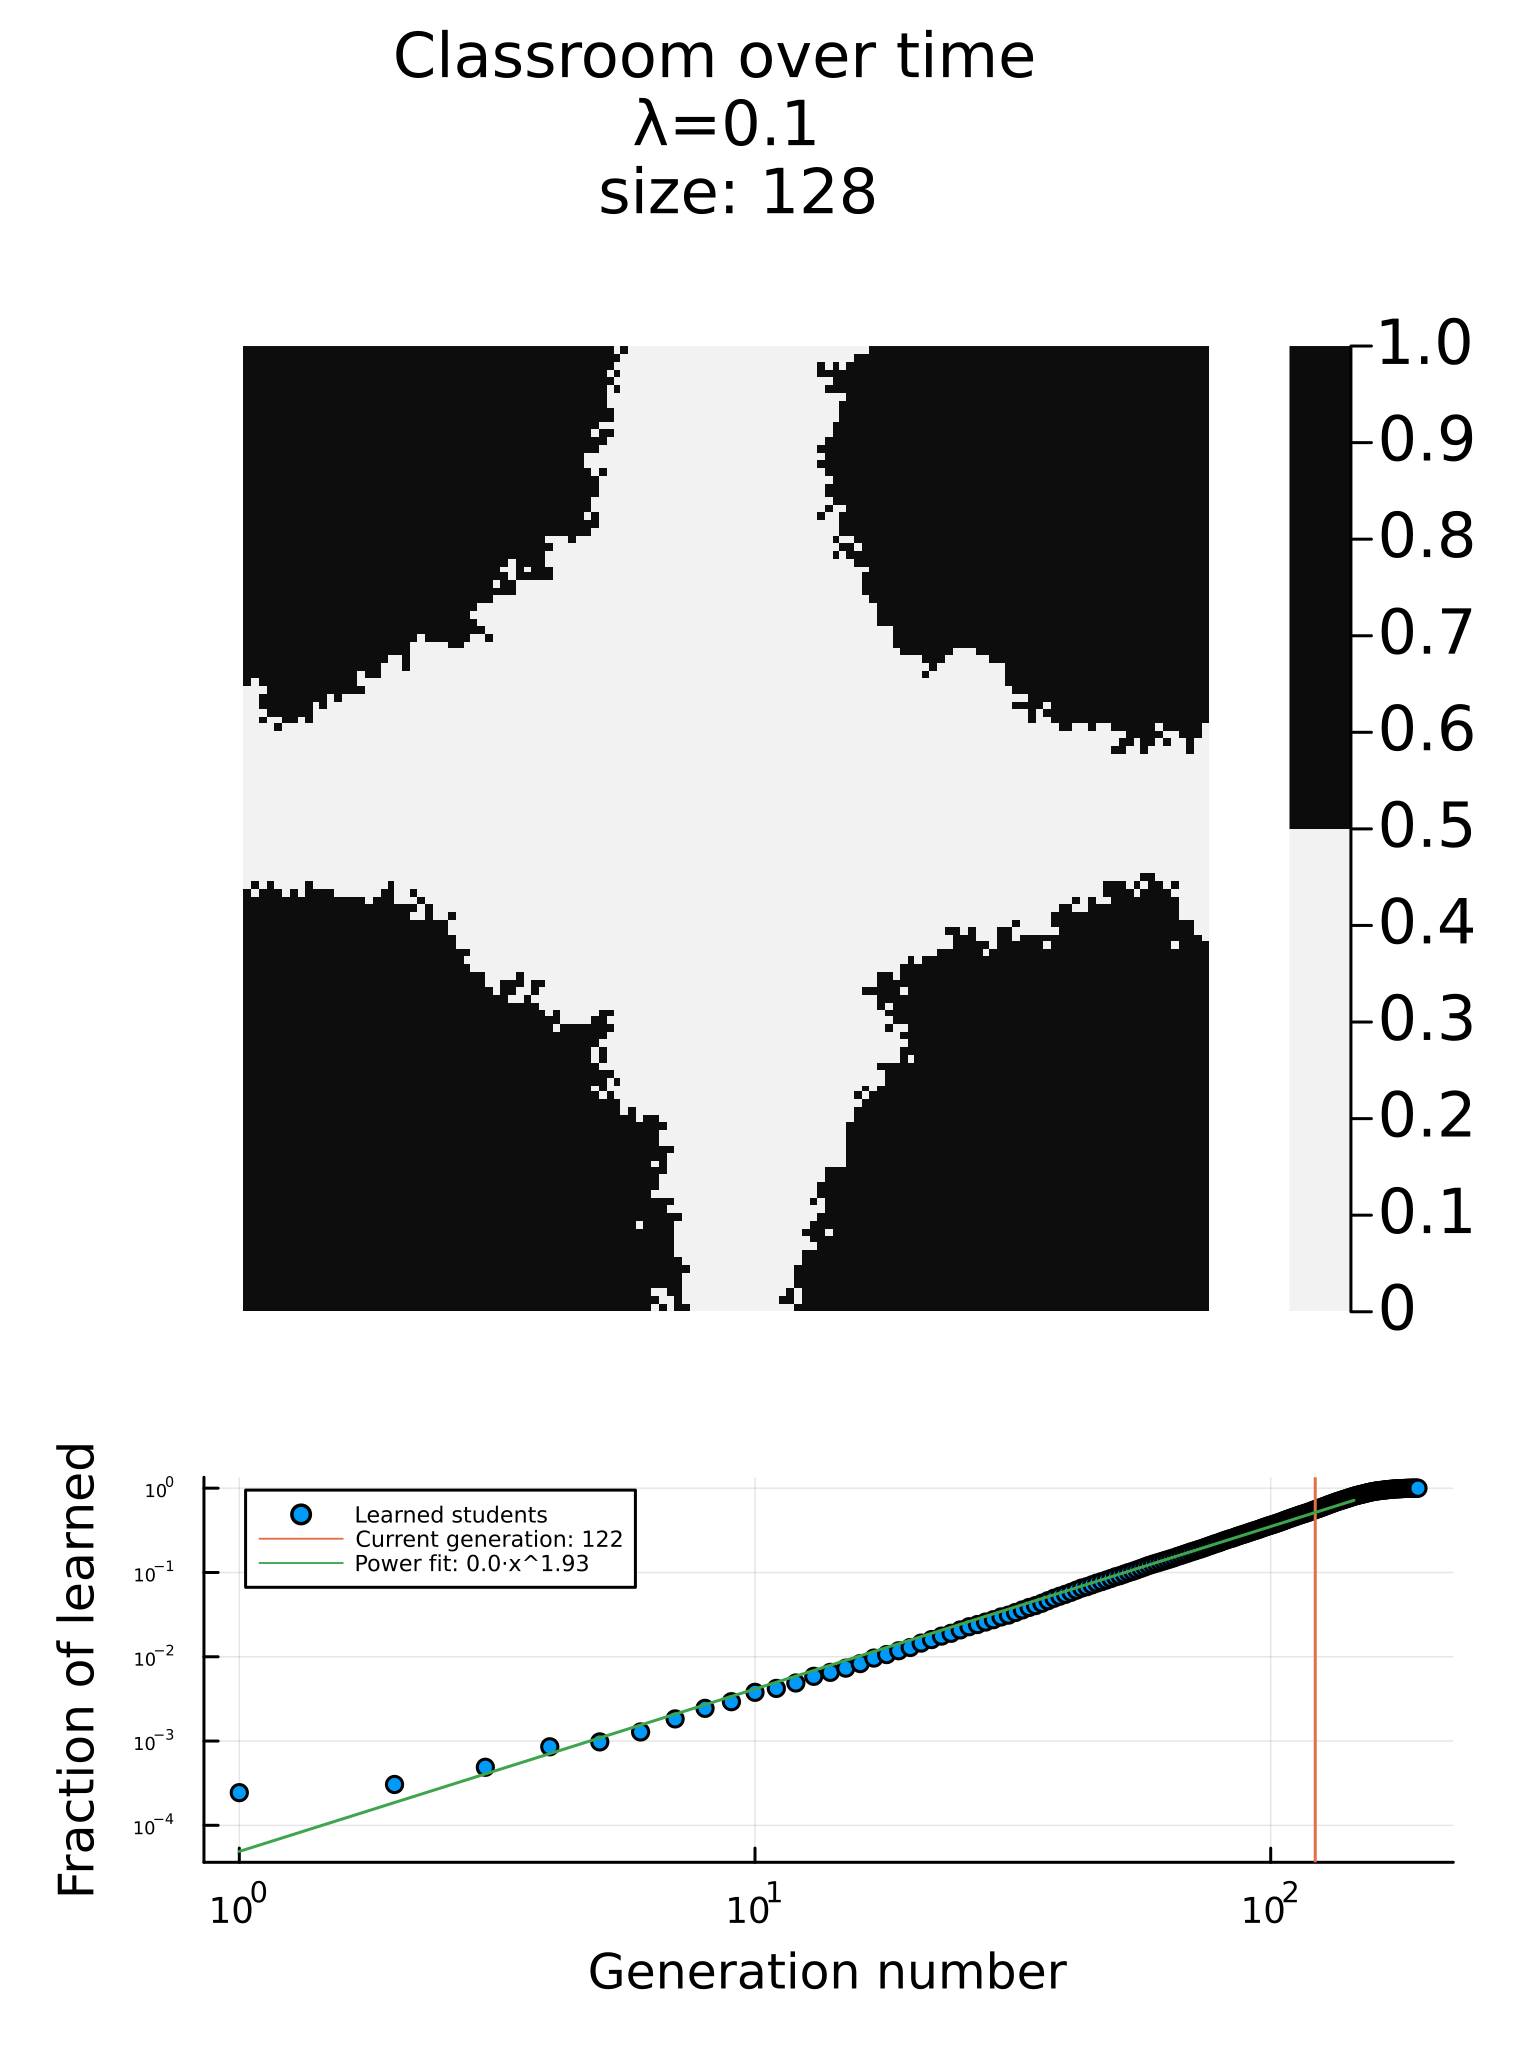 Classroom over time
λ=0.1
size: 128
1.0
0.9
0.8
0.7
0.6
0.5
0.4
0.3
0.2
0.1
0
Fraction of learned
10^0
10^-1
10^-2
10^-3
10^-4
Learned students
Current generation: 122
Power fit: 0.0·x^1.93
10^0
10^1
10^2
Generation number